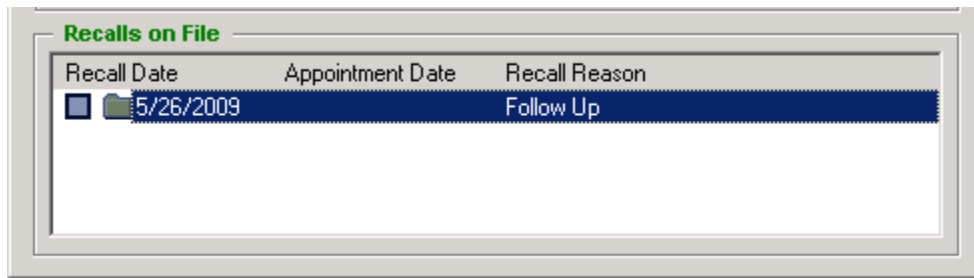 Recalls on File
Recall Date Appointment Date Recall Reason
5/26/2009 Follow Up